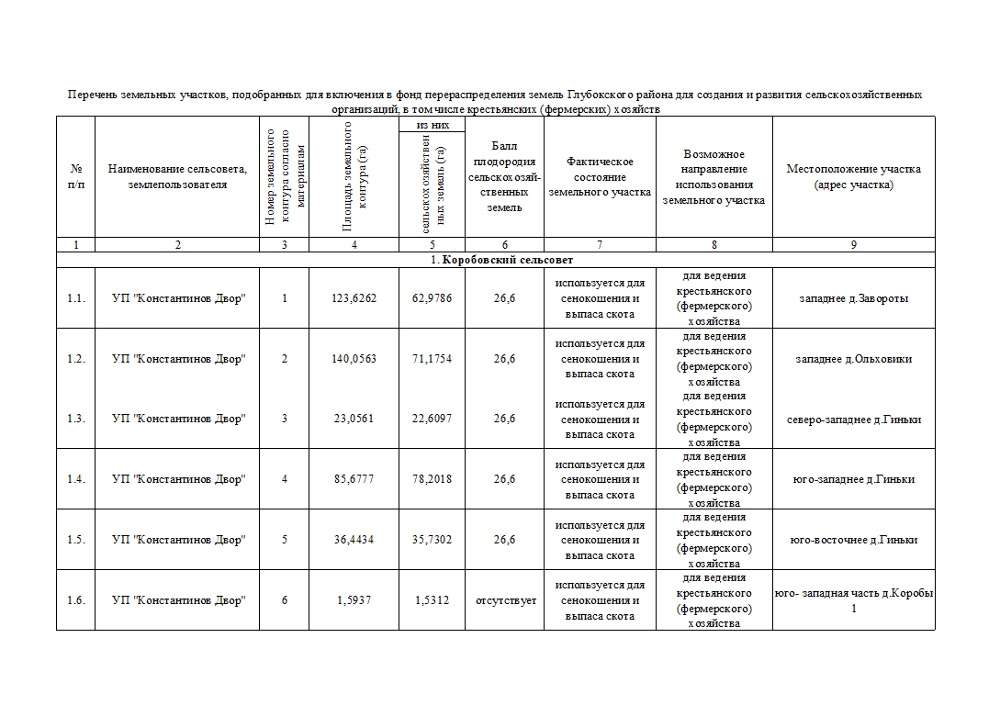 Перечень земельных участков, подобранных для включения в фонд перераспределения земель Глубокского района для создания и развития сельскохозяйственных
организаций, в том числе крестьянских (фермерских) хозяйств
№
п/п
Наименование сельсовета,
землепользователя
Номер земельного
контура согласно
материалам
Площадь земельного
контура (га)
из них
сельскохозяйствен
ных земель (га)
Балл
плодородия
сельскохозяй-
ственных
земель
Фактическое
состояние
земельного участка
Возможное
направление
использования
земельного участка
Местоположение участка
(адрес участка)
1 2 3 4 5 6 7 8 9
1. Коробовский сельсовет
1.1.
УП "Константинов Двор"
1
123,6262
62,9786
26,6
используется для
сенокошения и
выпаса скота
для ведения
крестьянского
(фермерского)
хозяйства
западнее д.Завороты
1.2.
УП "Константинов Двор"
2
140,0563
71,1754
26,6
используется для
сенокошения и
выпаса скота
для ведения
крестьянского
(фермерского)
хозяйства
западнее д.Ольховики
1.3.
УП "Константинов Двор"
3
23,0561
22,6097
26,6
используется для
сенокошения и
выпаса скота
для ведения
крестьянского
(фермерского)
хозяйства
северо-западнее д.Гиньки
1.4.
УП "Константинов Двор"
4
85,6777
78,2018
26,6
используется для
сенокошения и
выпаса скота
для ведения
крестьянского
(фермерского)
хозяйства
юго-западнее д.Гиньки
1.5.
УП "Константинов Двор"
5
36,4434
35,7302
26,6
используется для
сенокошения и
выпаса скота
для ведения
крестьянского
(фермерского)
хозяйства
юго-восточнее д.Гиньки
1.6.
УП "Константинов Двор"
6
1,5937
1,5312
отсутствует
используется для
сенокошения и
выпаса скота
для ведения
крестьянского
(фермерского)
хозяйства
юго- западная часть д.Коробы
1